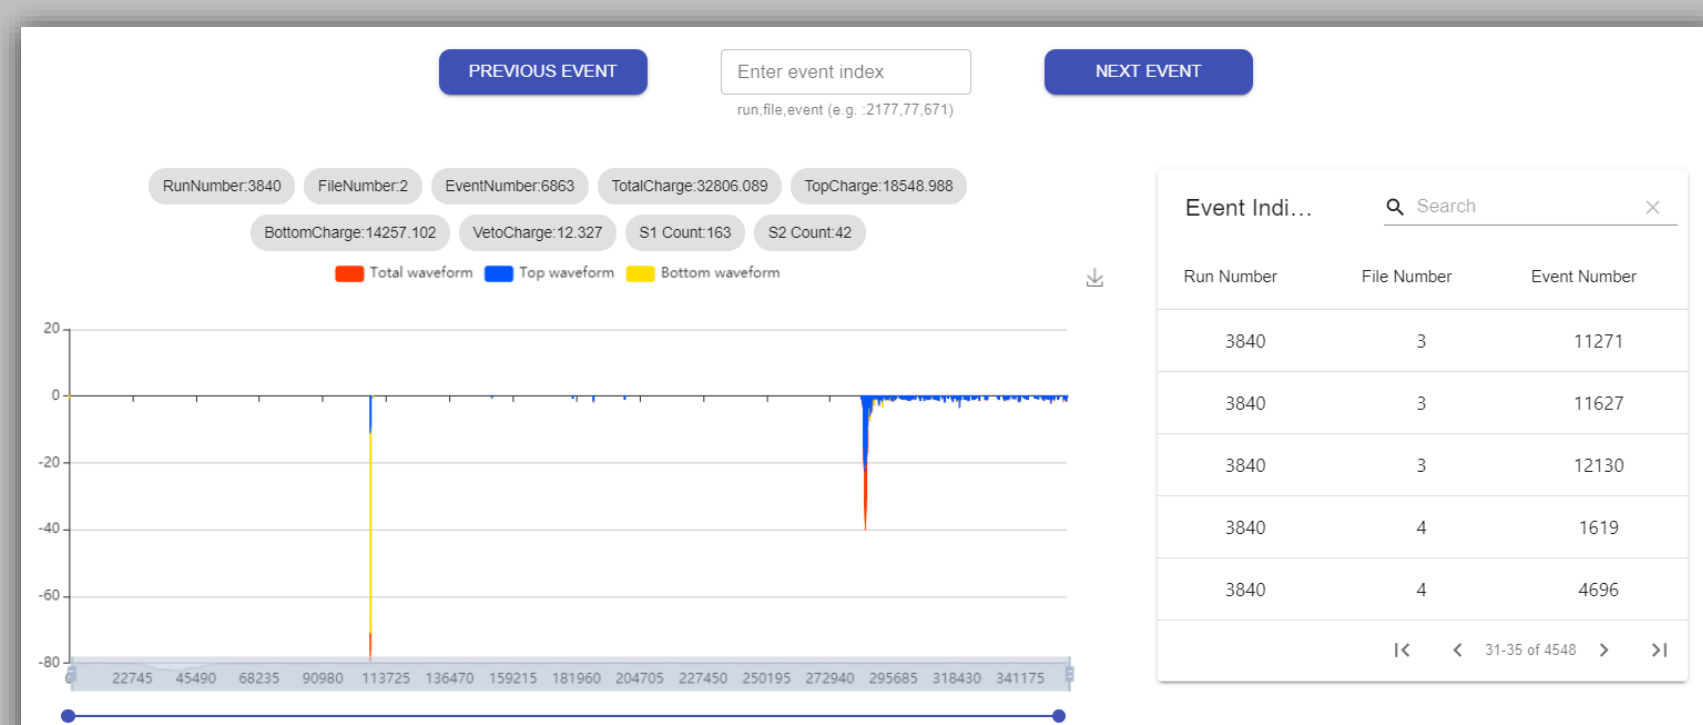 PREVIOUS EVENT
Enter event index
NEXT EVENT
run,file,event (e.g. :2177,77,671)
RunNumber:3840 FileNumber:2 EventNumber:6863 TotalCharge:32806.089 TopCharge:18548.988
BottomCharge:14257.102 VetoCharge:12.327 S1 Count:163 S2 Count:42
Total waveform Top waveform Bottom waveform
20
0
-20
-40
-60
-80
0 22745 45490 68235 90980 113725 136470 159215 181960 204705 227450 250195 272940 295685 318430 341175
Event Indi... Search
Run Number File Number Event Number
3840 3 11271
3840 3 11627
3840 3 12130
3840 4 1619
3840 4 4696
31-35 of 4548